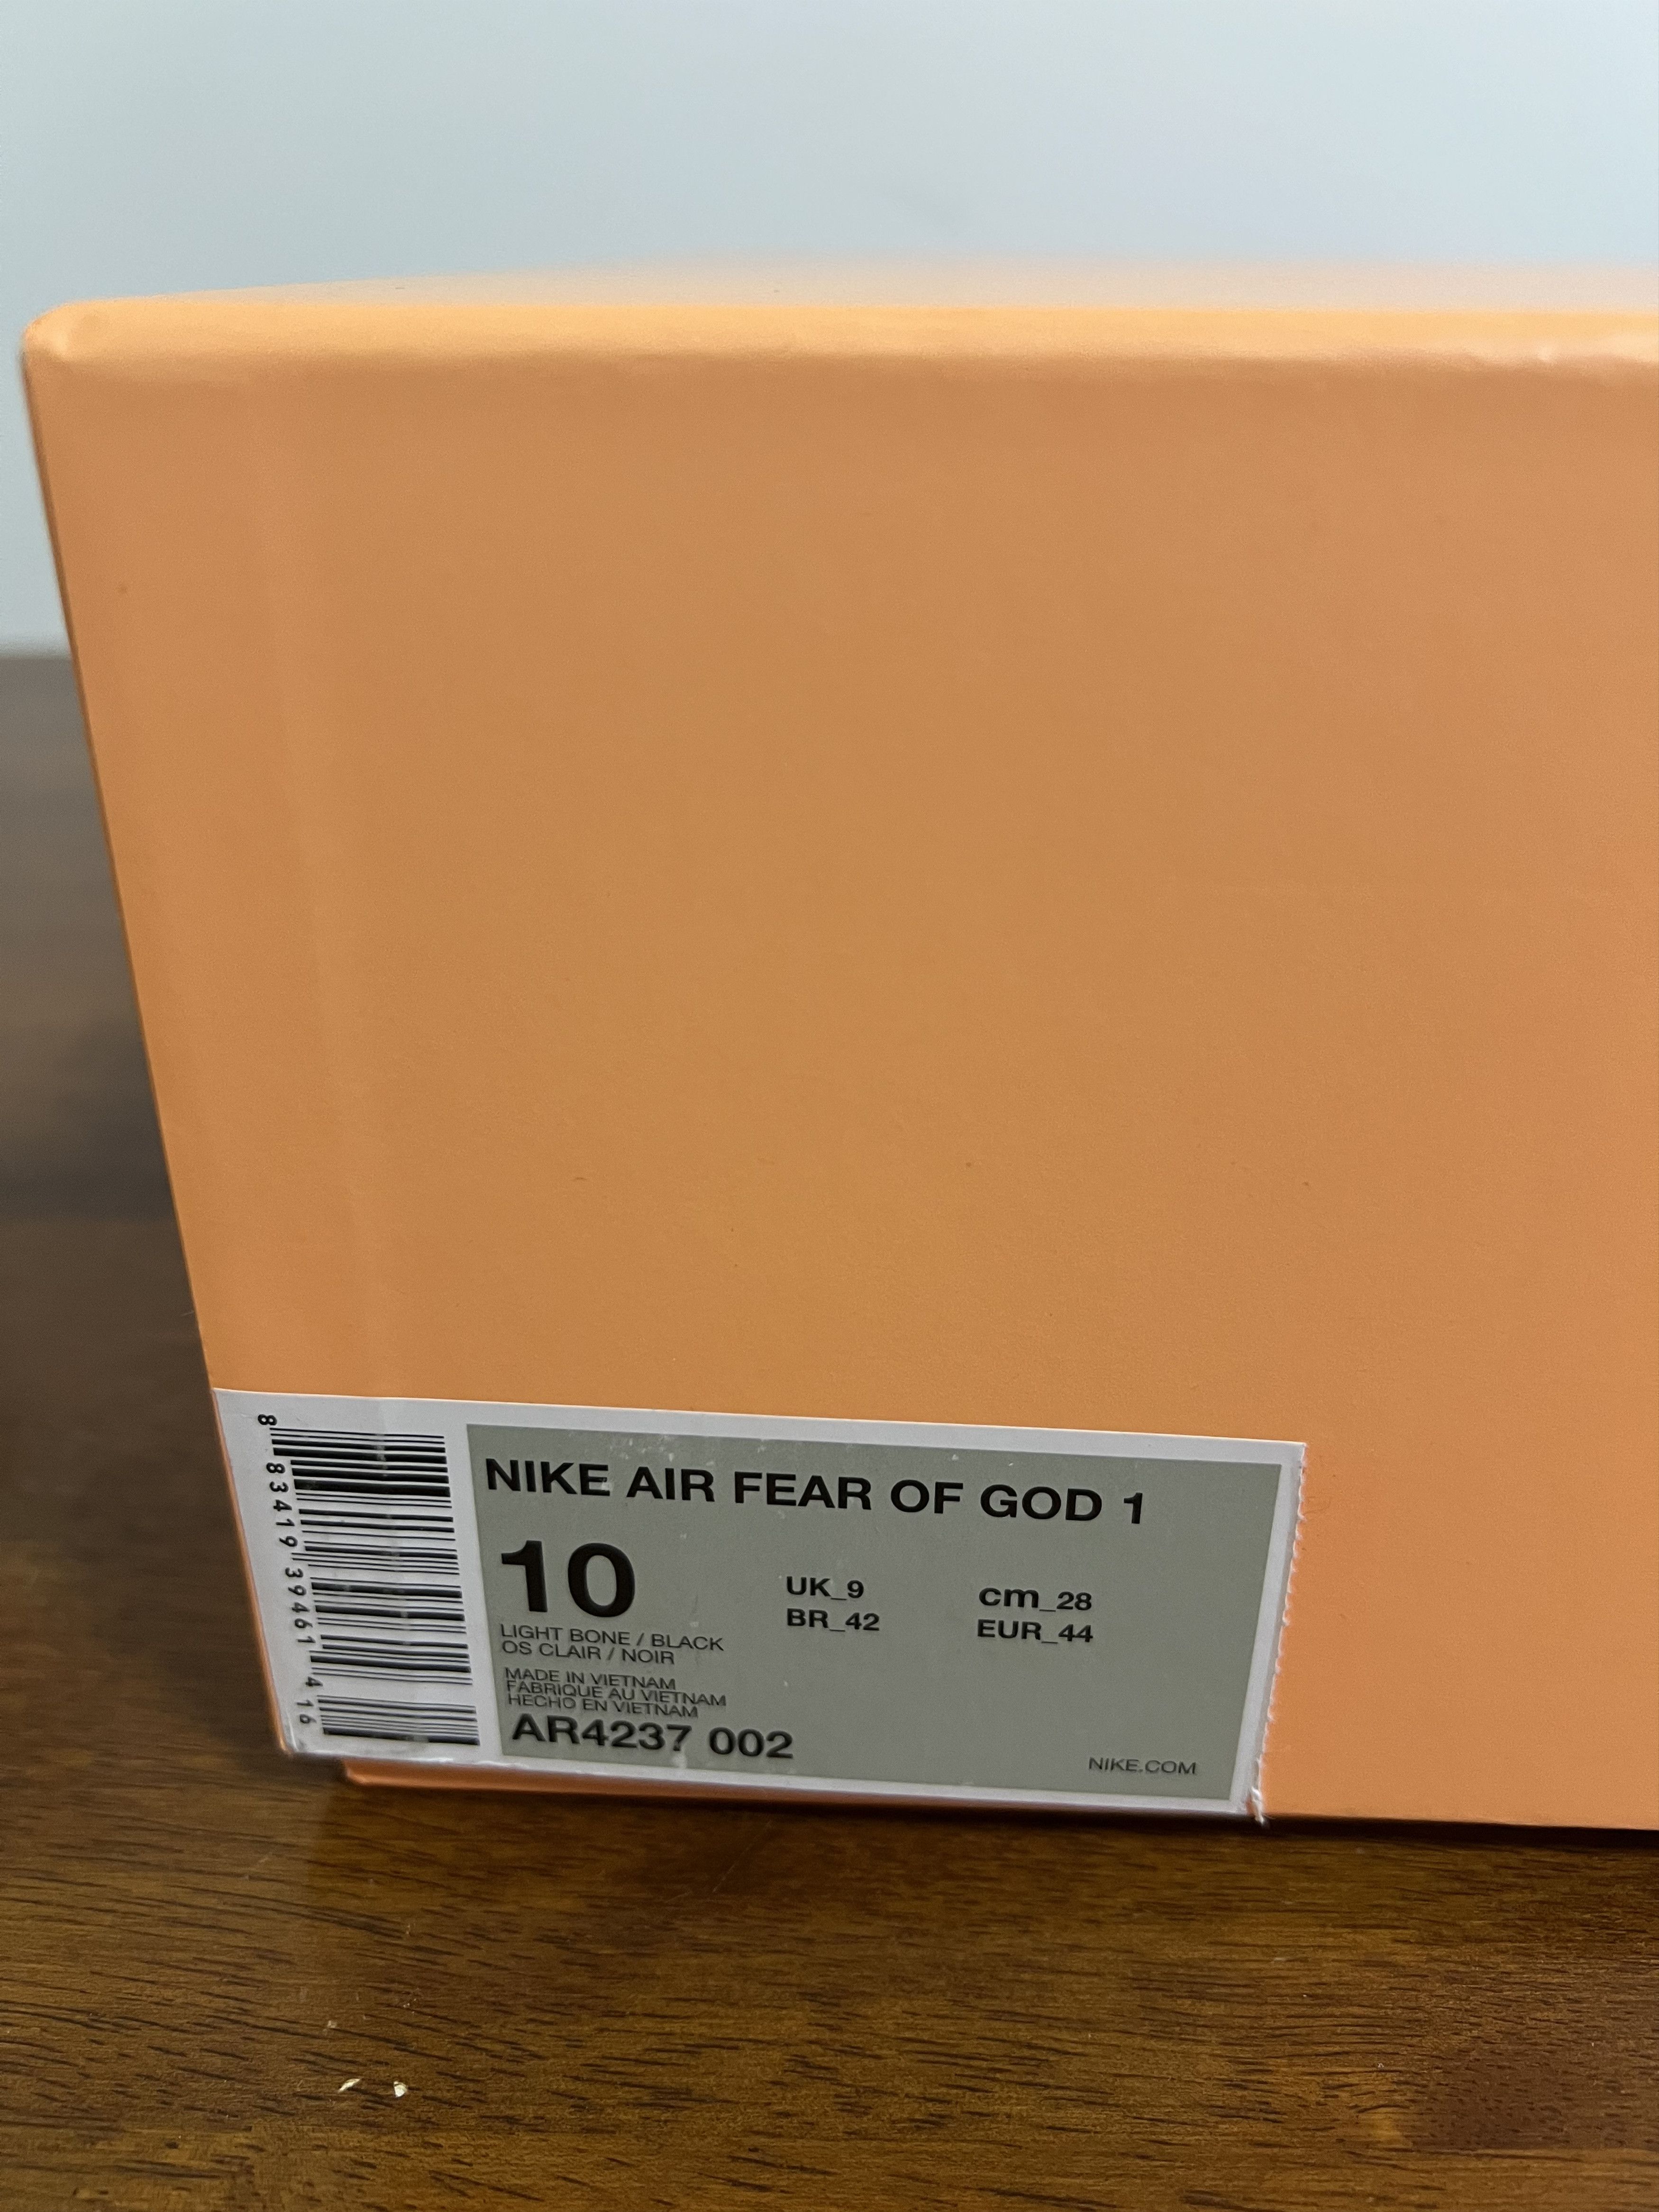 8 83419 39461 4 16
NIKE AIR FEAR OF GOD 1
10
UK_9
cm_28
BR_42
EUR_44
LIGHT BONE / BLACK
OS CLAIR / NOIR
MADE IN VIETNAM
FABRIQUE AU VIETNAM
HECHO EN VIETNAM
AR4237 002
NIKE.COM